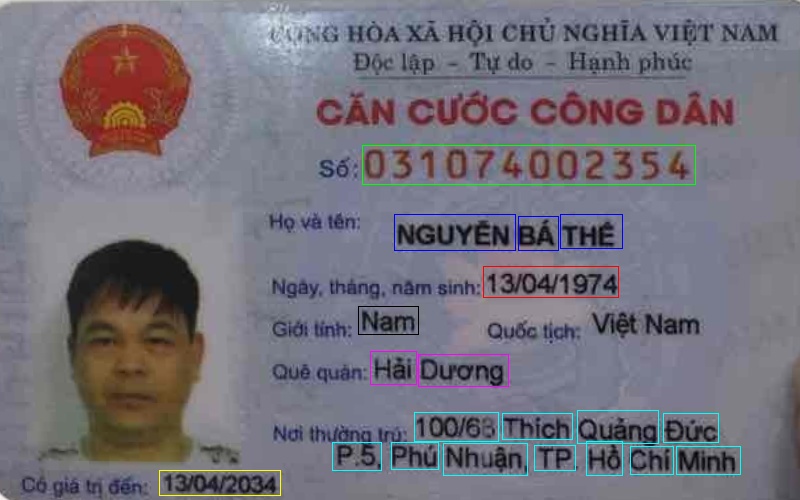 CỘNG HÒA XÃ HỘI CHỦ NGHĨA VIỆT NAM
Độc lập - Tự do - Hạnh phúc
CĂN CƯỚC CÔNG DÂN
Số: 031074002354
Họ và tên: NGUYỄN BÁ THẾ
Ngày, tháng, năm sinh: 13/04/1974
Giới tính: Nam Quốc tịch: Việt Nam
Quê quán: Hải Dương
Nơi thường trú: 100/68 Thích Quảng Đức
P.5, Phú Nhuận, TP. Hồ Chí Minh
Có giá trị đến: 13/04/2034